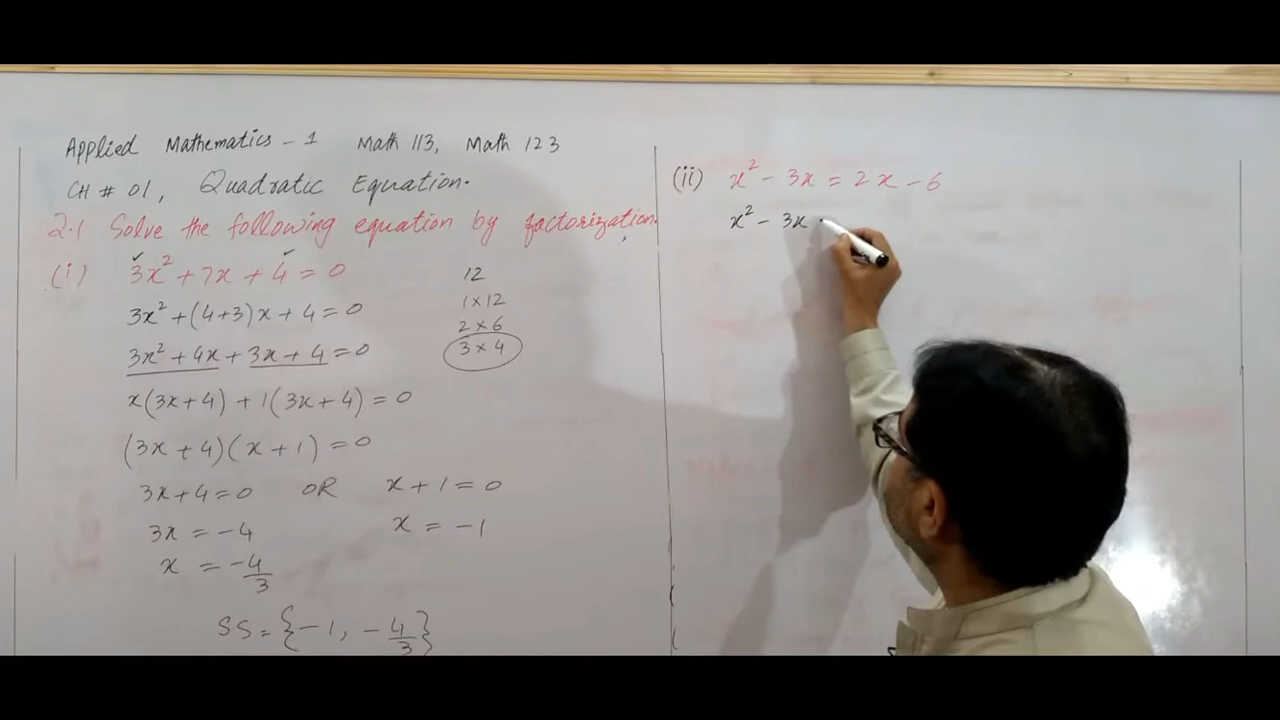 Applied Mathematics - 1 Math 113, Math 123
CH # 01, Quadratic Equation.
2.1 Solve the following equation by factorization.
(i) 3x² + 7x + 4 = 0
3x² + (4+3)x + 4 = 0
3x² + 4x + 3x + 4 = 0
x(3x+4) + 1(3x+4) = 0
(3x+4)(x+1) = 0
3x+4 = 0 OR x+1 = 0
3x = -4 x = -1
x = -4/3
SS = {-1, -4/3}
12
1×12
2×6
3×4
(ii) x² - 3x = 2x - 6
x² - 3x